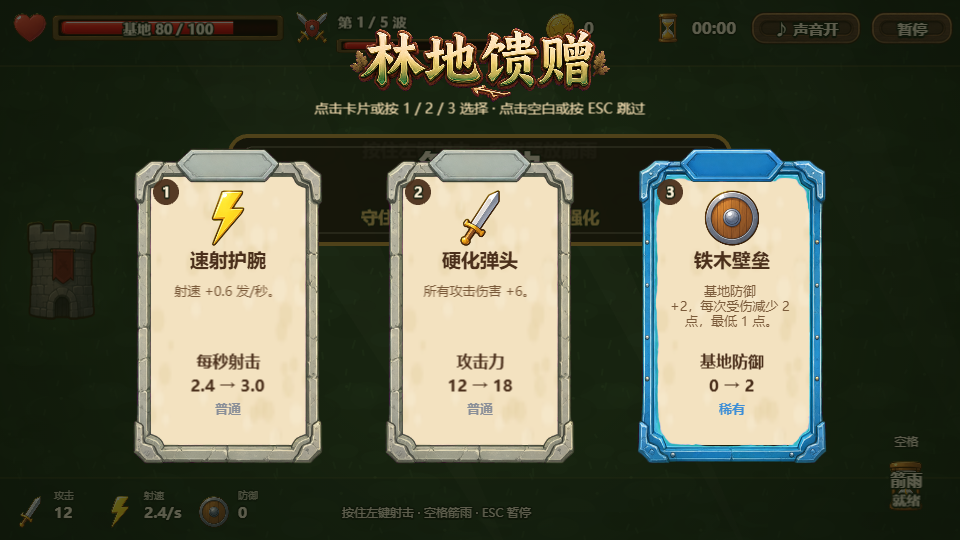 基地 80 / 100
第 1 / 5 波
0
00:00
♪ 声音开
暂停
林地馈赠
点击卡片或按 1 / 2 / 3 选择 · 点击空白或按 ESC 跳过
守住
强化
1
速射护腕
射速 +0.6 发/秒。
每秒射击
2.4 → 3.0
普通
2
硬化弹头
所有攻击伤害 +6。
攻击力
12 → 18
普通
3
铁木壁垒
基地防御
+2，每次受伤减少 2
点，最低 1 点。
基地防御
0 → 2
稀有
空格
箭雨
就绪
攻击
12
射速
2.4/s
防御
0
按住左键射击 · 空格箭雨 · ESC 暂停